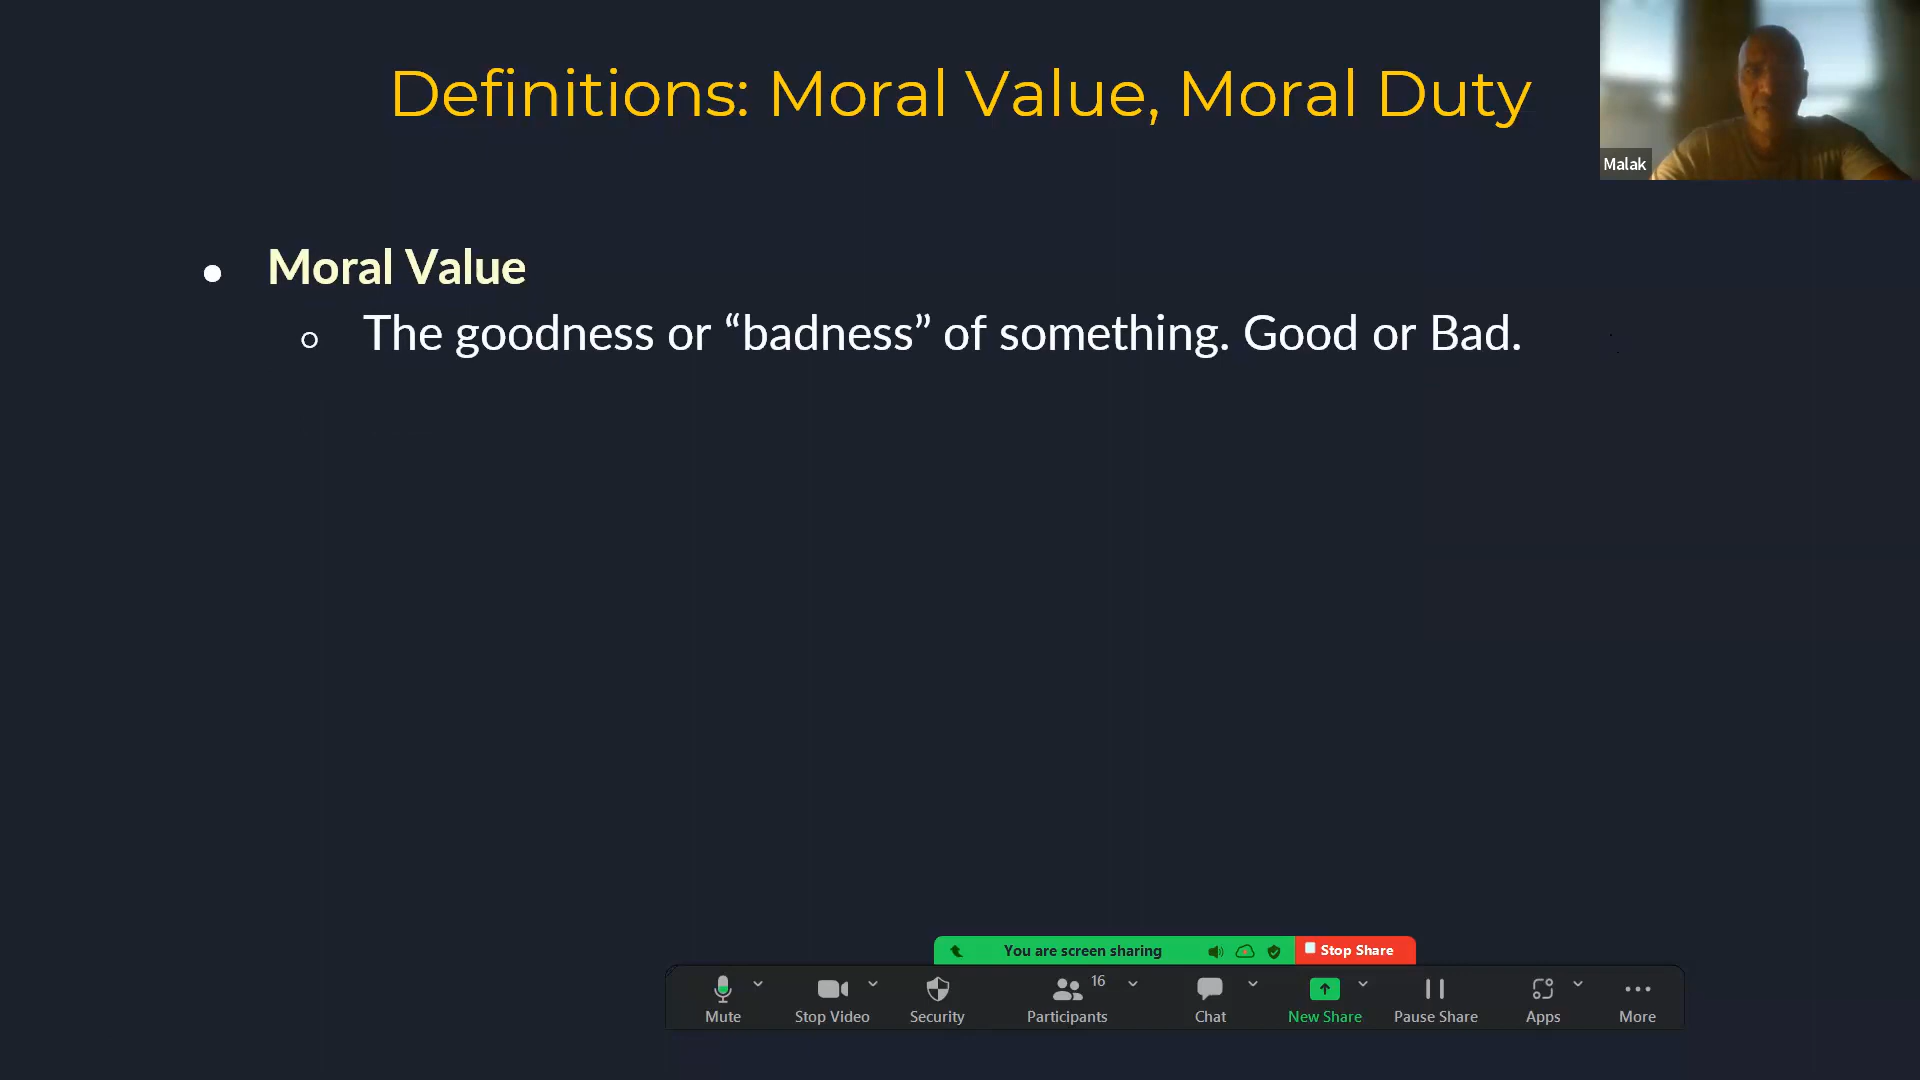 Definitions: Moral Value, Moral Duty
Malak
Moral Value
The goodness or “badness” of something. Good or Bad.
You are screen sharing
Stop Share
16
Mute
Stop Video
Security
Participants
Chat
New Share
Pause Share
Apps
More